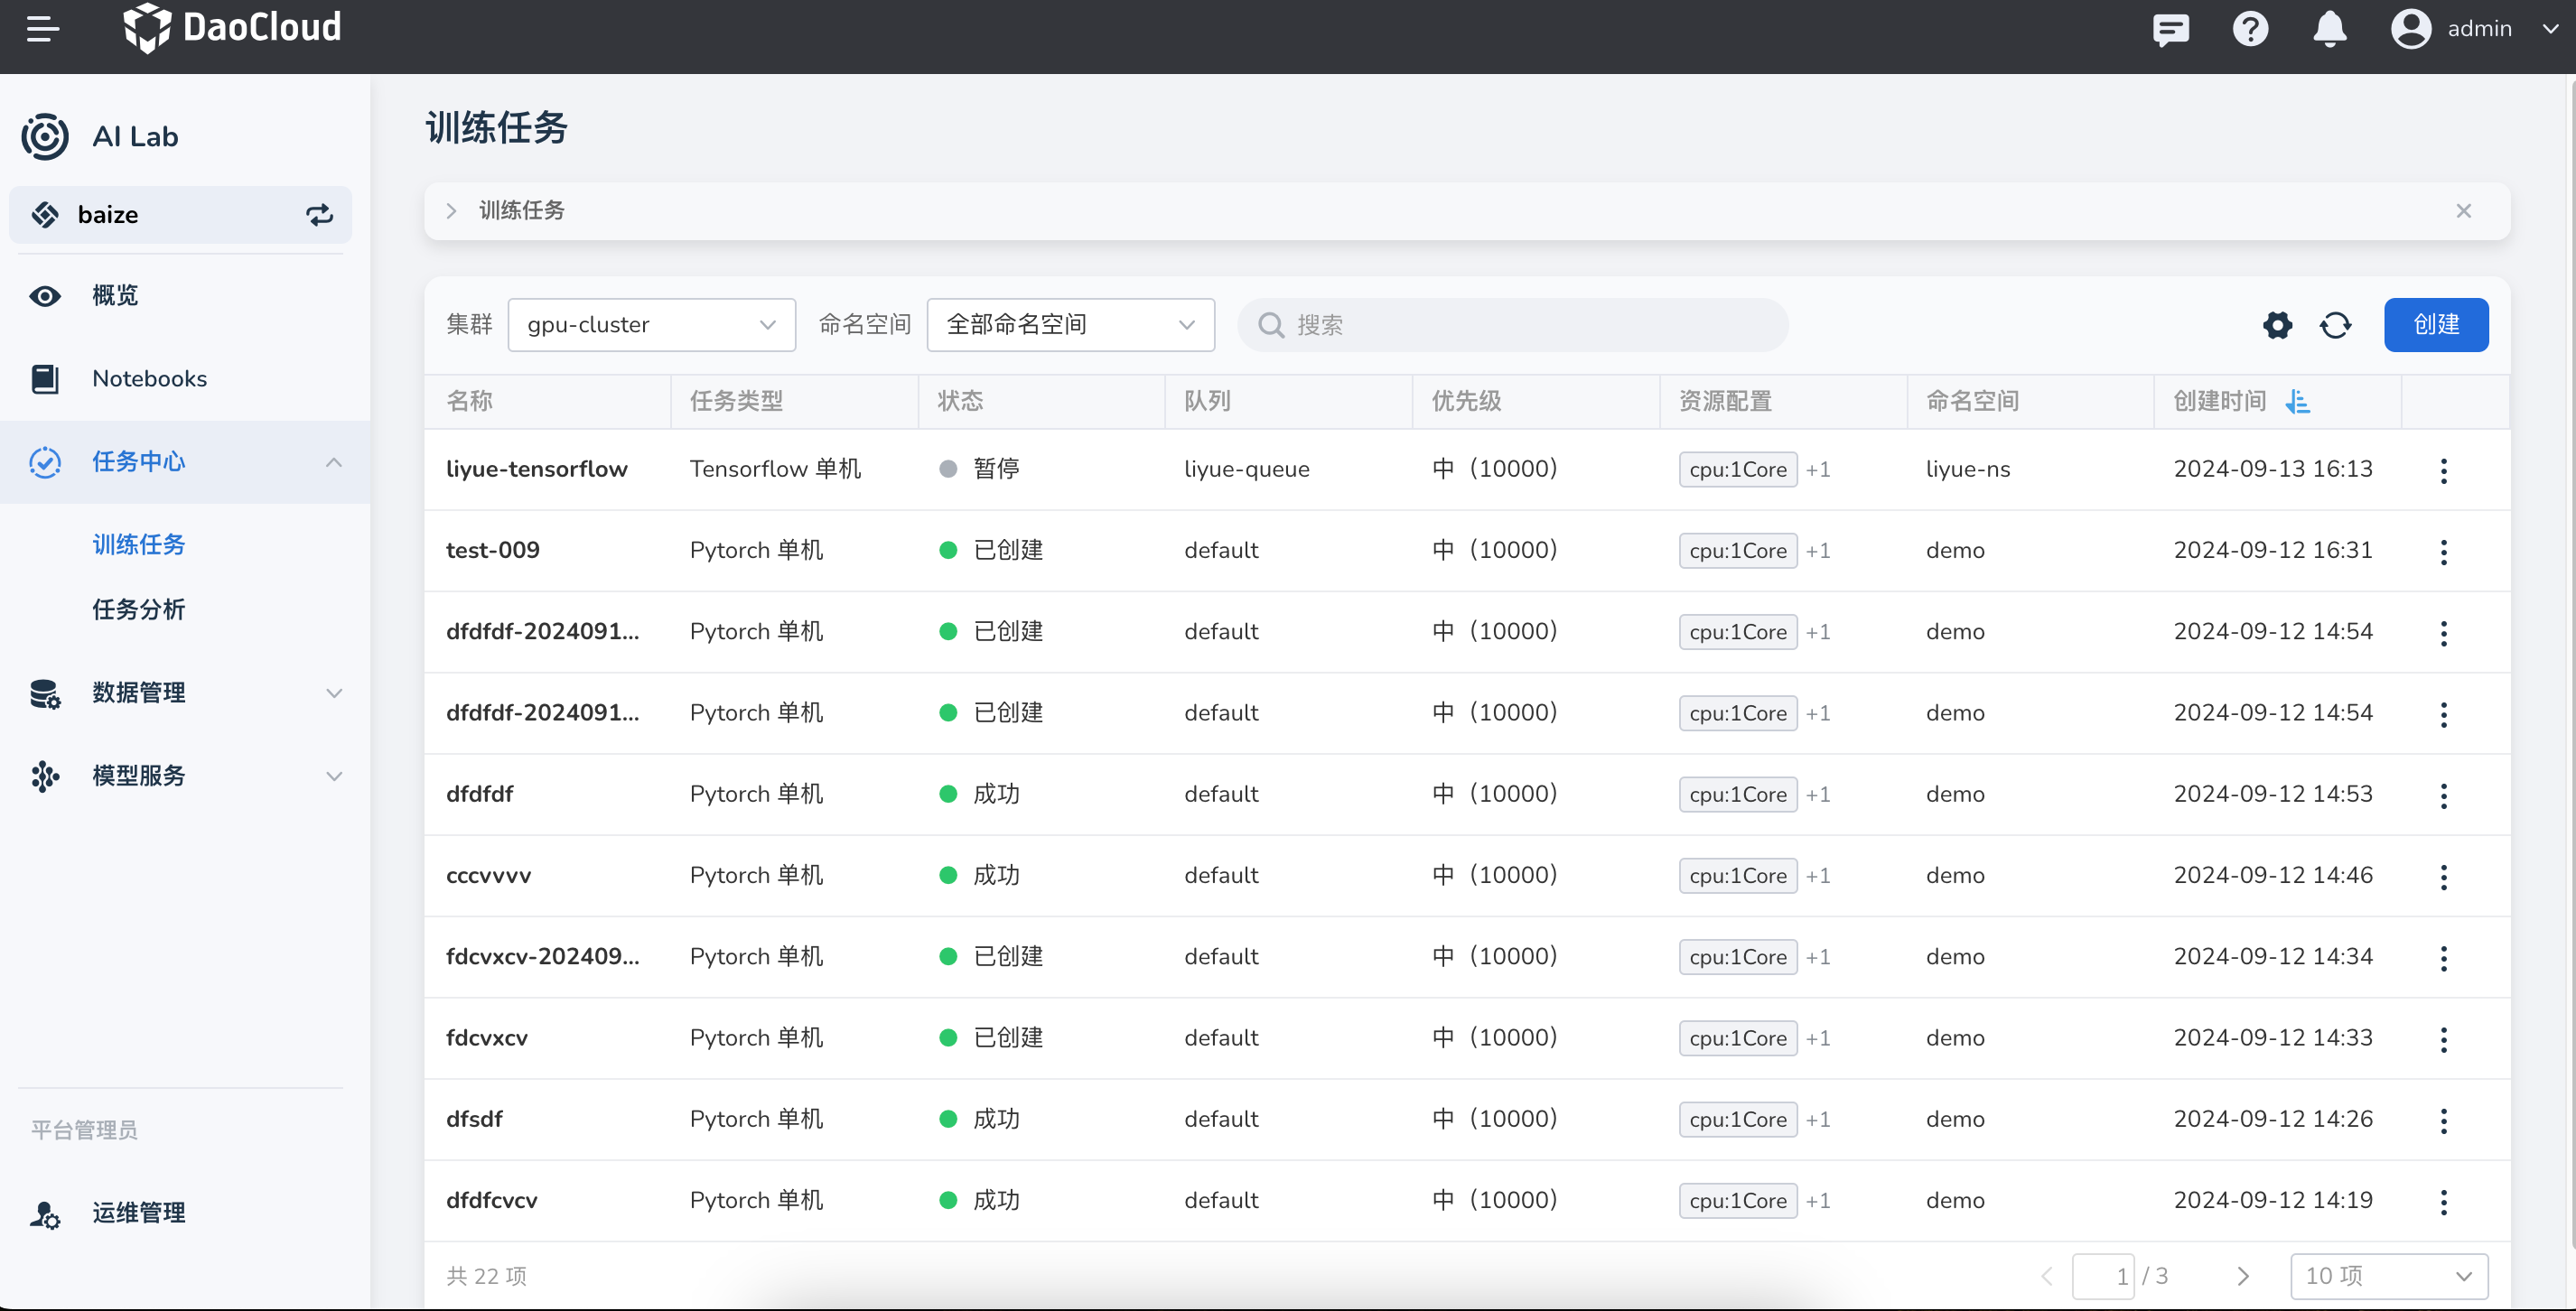 DaoCloud
admin
AI Lab
baize
概览
Notebooks
任务中心
训练任务
任务分析
数据管理
模型服务
平台管理员
运维管理
训练任务
训练任务
集群 gpu-cluster 命名空间 全部命名空间 搜索 创建
名称 任务类型 状态 队列 优先级 资源配置 命名空间 创建时间
liyue-tensorflow Tensorflow 单机 暂停 liyue-queue 中（10000） cpu:1Core +1 liyue-ns 2024-09-13 16:13
test-009 Pytorch 单机 已创建 default 中（10000） cpu:1Core +1 demo 2024-09-12 16:31
dfdfdf-2024091... Pytorch 单机 已创建 default 中（10000） cpu:1Core +1 demo 2024-09-12 14:54
dfdfdf-2024091... Pytorch 单机 已创建 default 中（10000） cpu:1Core +1 demo 2024-09-12 14:54
dfdfdf Pytorch 单机 成功 default 中（10000） cpu:1Core +1 demo 2024-09-12 14:53
cccvvvv Pytorch 单机 成功 default 中（10000） cpu:1Core +1 demo 2024-09-12 14:46
fdcvxcv-202409... Pytorch 单机 已创建 default 中（10000） cpu:1Core +1 demo 2024-09-12 14:34
fdcvxcv Pytorch 单机 已创建 default 中（10000） cpu:1Core +1 demo 2024-09-12 14:33
dfsdf Pytorch 单机 成功 default 中（10000） cpu:1Core +1 demo 2024-09-12 14:26
dfdfcvcv Pytorch 单机 成功 default 中（10000） cpu:1Core +1 demo 2024-09-12 14:19
共 22 项 1 / 3 10 项